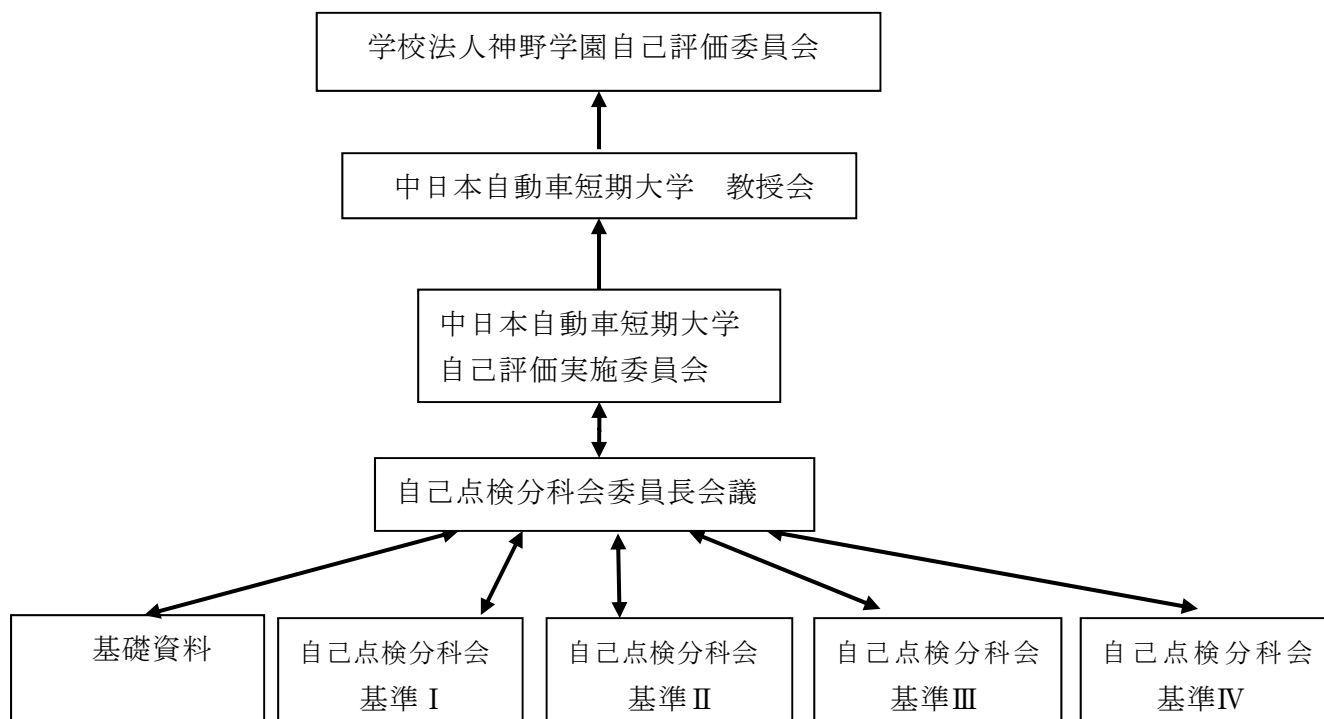 学校法人神野学園自己評価委員会
中日本自動車短期大学　教授会
中日本自動車短期大学
自己評価実施委員会
自己点検分科会委員長会議
基礎資料
自己点検分科会
基準Ⅰ
自己点検分科会
基準Ⅱ
自己点検分科会
基準Ⅲ
自己点検分科会
基準Ⅳ